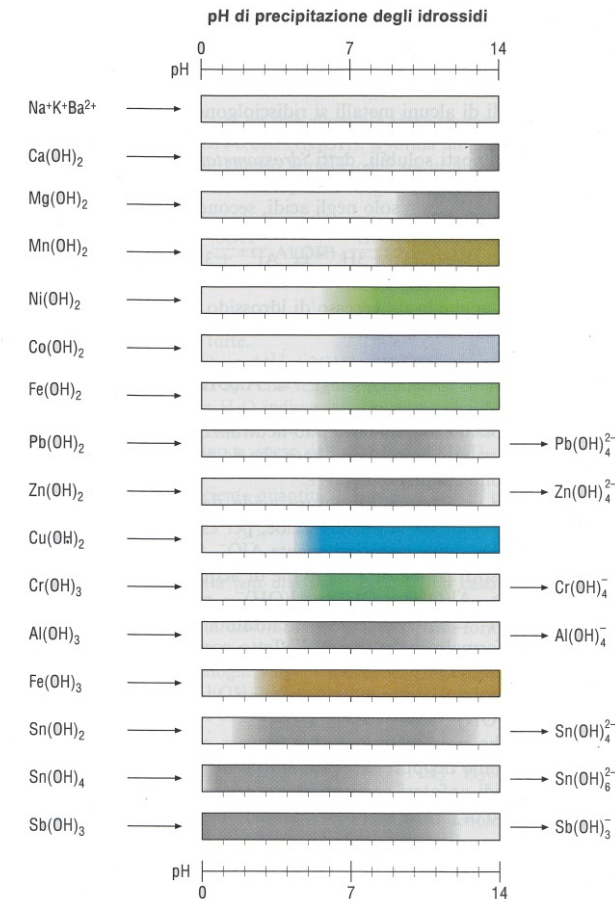 pH di precipitazione degli idrossidi
0 7 14
pH
Na⁺K⁺Ba²⁺
Ca(OH)₂
Mg(OH)₂
Mn(OH)₂
Ni(OH)₂
Co(OH)₂
Fe(OH)₂
Pb(OH)₂ Pb(OH)₄²⁻
Zn(OH)₂ Zn(OH)₄²⁻
Cu(OH)₂
Cr(OH)₃ Cr(OH)₄⁻
Al(OH)₃ Al(OH)₄⁻
Fe(OH)₃
Sn(OH)₂ Sn(OH)₄²⁻
Sn(OH)₄ Sn(OH)₆²⁻
Sb(OH)₃ Sb(OH)₃⁻
pH
0 7 14